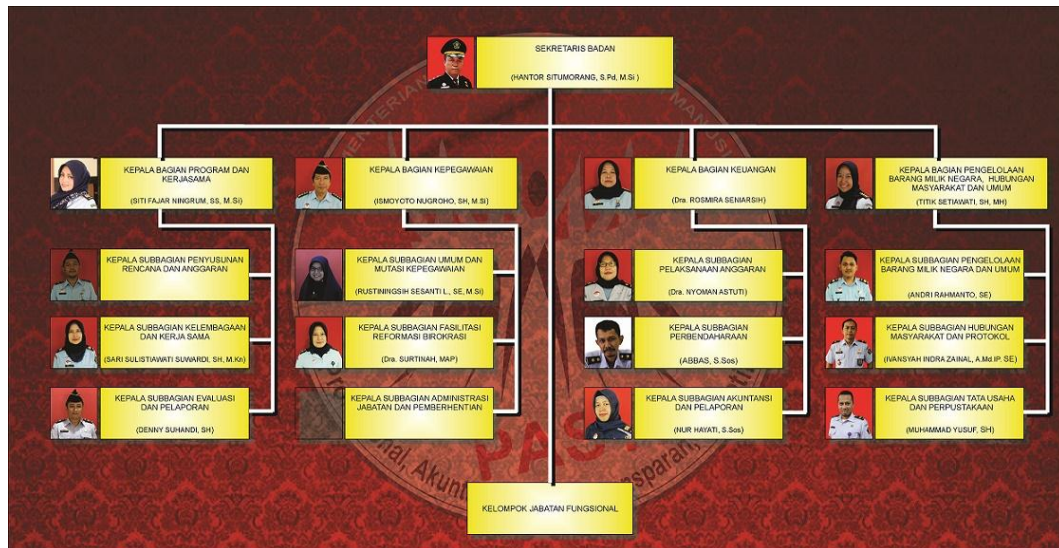 SEKRETARIS BADAN
(HANTOR SITUMORANG, S.Pd, M.Si )
KEPALA BAGIAN PROGRAM DAN
KERJASAMA
(SITI FAJAR NINGRUM, SS, M.Si)
KEPALA BAGIAN KEPEGAWAIAN
(ISMOYOTO NUGROHO, SH, M.Si)
KEPALA BAGIAN KEUANGAN
(Dra. ROSMIRA SENIARSIH)
KEPALA BAGIAN PENGELOLAAN
BARANG MILIK NEGARA, HUBUNGAN
MASYARAKAT DAN UMUM
(TITIK SETIAWATI, SH, MH)
KEPALA SUBBAGIAN PENYUSUNAN
RENCANA DAN ANGGARAN
KEPALA SUBBAGIAN UMUM DAN
MUTASI KEPEGAWAIAN
(RUSTININGSIH SESANTI L., SE, M.Si)
KEPALA SUBBAGIAN
PELAKSANAAN ANGGARAN
(Dra. NYOMAN ASTUTI)
KEPALA SUBBAGIAN PENGELOLAAN
BARANG MILIK NEGARA DAN UMUM
(ANDRI RAHMANTO, SE)
KEPALA SUBBAGIAN KELEMBAGAAN
DAN KERJA SAMA
(SARI SULISTIAWATI SUWARDI, SH, M.Kn)
KEPALA SUBBAGIAN FASILITASI
REFORMASI BIROKRASI
(Dra. SURTINAH, MAP)
KEPALA SUBBAGIAN
PERBENDAHARAAN
(ABBAS, S.Sos)
KEPALA SUBBAGIAN HUBUNGAN
MASYARAKAT DAN PROTOKOL
(IVANSYAH INDRA ZAINAL, A.Md.IP. SE)
KEPALA SUBBAGIAN EVALUASI
DAN PELAPORAN
(DENNY SUHANDI, SH)
KEPALA SUBBAGIAN ADMINISTRASI
JABATAN DAN PEMBERHENTIAN
KEPALA SUBBAGIAN AKUNTANSI
DAN PELAPORAN
(NUR HAYATI, S.Sos)
KEPALA SUBBAGIAN TATA USAHA
DAN PERPUSTAKAAN
(MUHAMMAD YUSUF, SH)
KELOMPOK JABATAN FUNGSIONAL